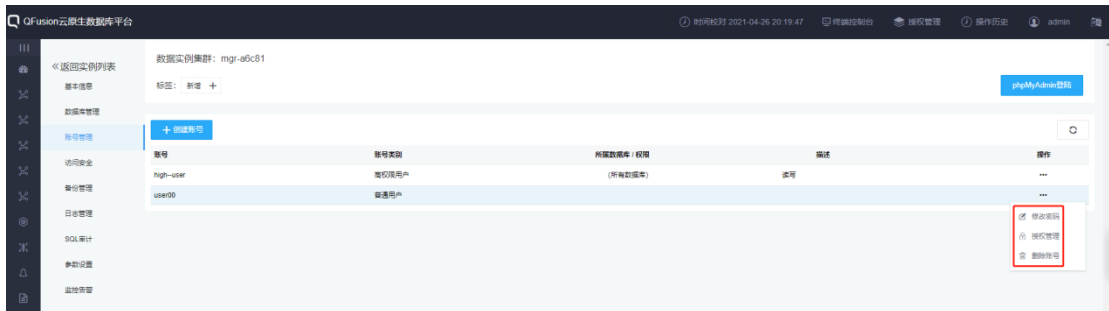 QFusion云原生数据库平台
时间校对 2021-04-26 20:19:47 终端控制台 授权管理 操作历史 admin
≪返回实例列表
数据实例集群：mgr-a6c81
基本信息
标签： 新增 +
phpMyAdmin登陆
数据库管理
账号管理
+ 创建账号
访问安全
账号 账号类别 所属数据库 / 权限 描述 操作
high-user 高权限用户 (所有数据库) 读写 ...
备份管理
user00 普通用户 ...
日志管理
修改密码
SQL审计
授权管理
删除账号
参数设置
监控告警